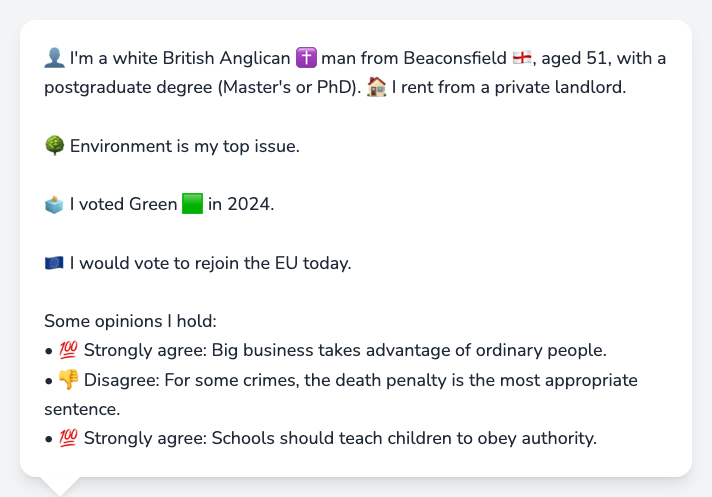 👤 I'm a white British Anglican ✝️ man from Beaconsfield 🏴󠁧󠁢󠁥󠁮󠁧󠁿, aged 51, with a
postgraduate degree (Master's or PhD). 🏠 I rent from a private landlord.
🌳 Environment is my top issue.
🗳️ I voted Green 🟩 in 2024.
🇪🇺 I would vote to rejoin the EU today.
Some opinions I hold:
• 💯 Strongly agree: Big business takes advantage of ordinary people.
• 👎 Disagree: For some crimes, the death penalty is the most appropriate
sentence.
• 💯 Strongly agree: Schools should teach children to obey authority.